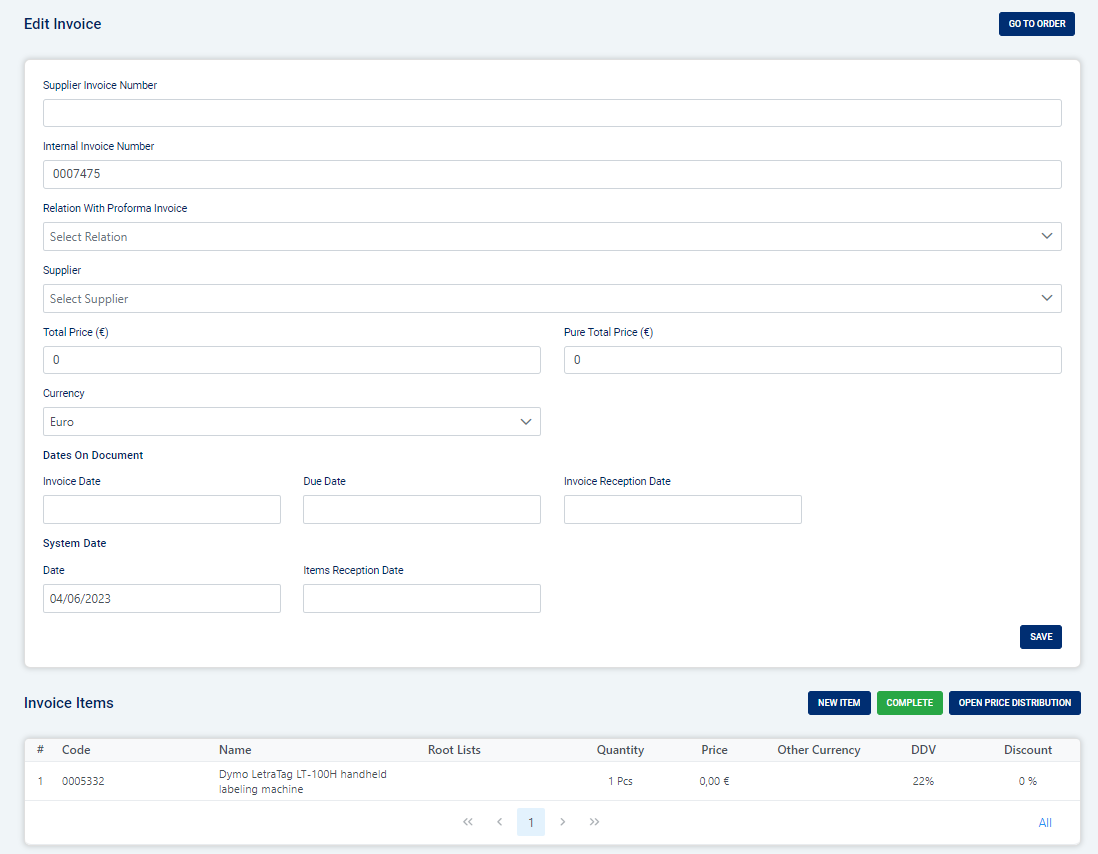 Edit Invoice
GO TO ORDER
Supplier Invoice Number
Internal Invoice Number
0007475
Relation With Proforma Invoice
Select Relation
Supplier
Select Supplier
Total Price (€) Pure Total Price (€)
0 0
Currency
Euro
Dates On Document
Invoice Date Due Date Invoice Reception Date
System Date
Date Items Reception Date
04/06/2023
SAVE
Invoice Items
NEW ITEM COMPLETE OPEN PRICE DISTRIBUTION
# Code Name Root Lists Quantity Price Other Currency DDV Discount
1 0005332 Dymo LetraTag LT-100H handheld
labeling machine 1 Pcs 0,00 € 22% 0 %
<< < 1 > >> All